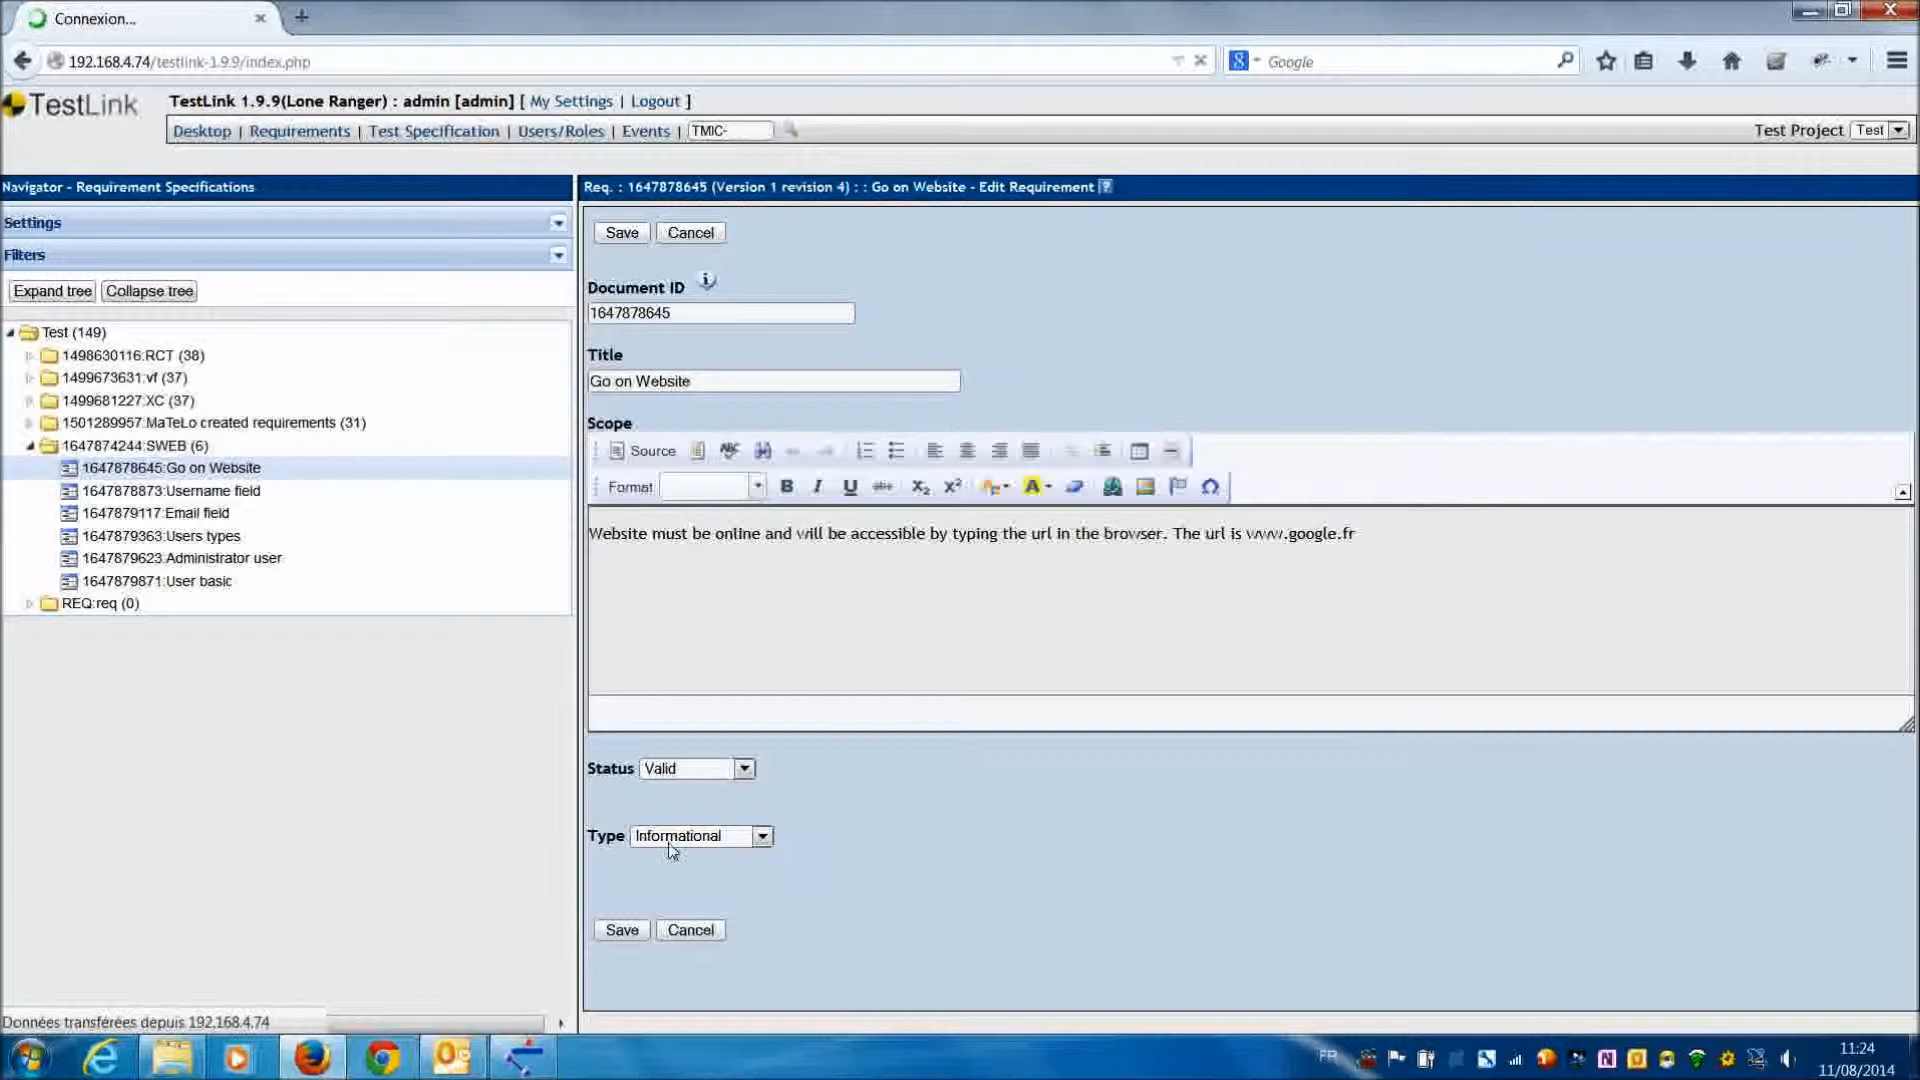 Connexion...
192.168.4.74/testlink-1.9.9/index.php
Google
TestLink
TestLink 1.9.9(Lone Ranger) : admin [admin] [ My Settings | Logout ]
Desktop | Requirements | Test Specification | Users/Roles | Events | TMIC-
Test Project Test
Navigator - Requirement Specifications
Settings
Filters
Expand tree Collapse tree
Test (149)
1498630116:RCT (38)
1499673631:vf (37)
1499681227:XC (37)
1501289957:MaTeLo created requirements (31)
1647874244:SWEB (6)
1647878645:Go on Website
1647878873:Username field
1647879117:Email field
1647879363:Users types
1647879623:Administrator user
1647879871:User basic
REQ:req (0)
Données transférées depuis 192.168.4.74
Req. : 1647878645 (Version 1 revision 4) : : Go on Website - Edit Requirement
Save Cancel
Document ID
1647878645
Title
Go on Website
Scope
Source
Format
Website must be online and will be accessible by typing the url in the browser. The url is www.google.fr
Status Valid
Type Informational
Save Cancel
FR
11:24
11/08/2014